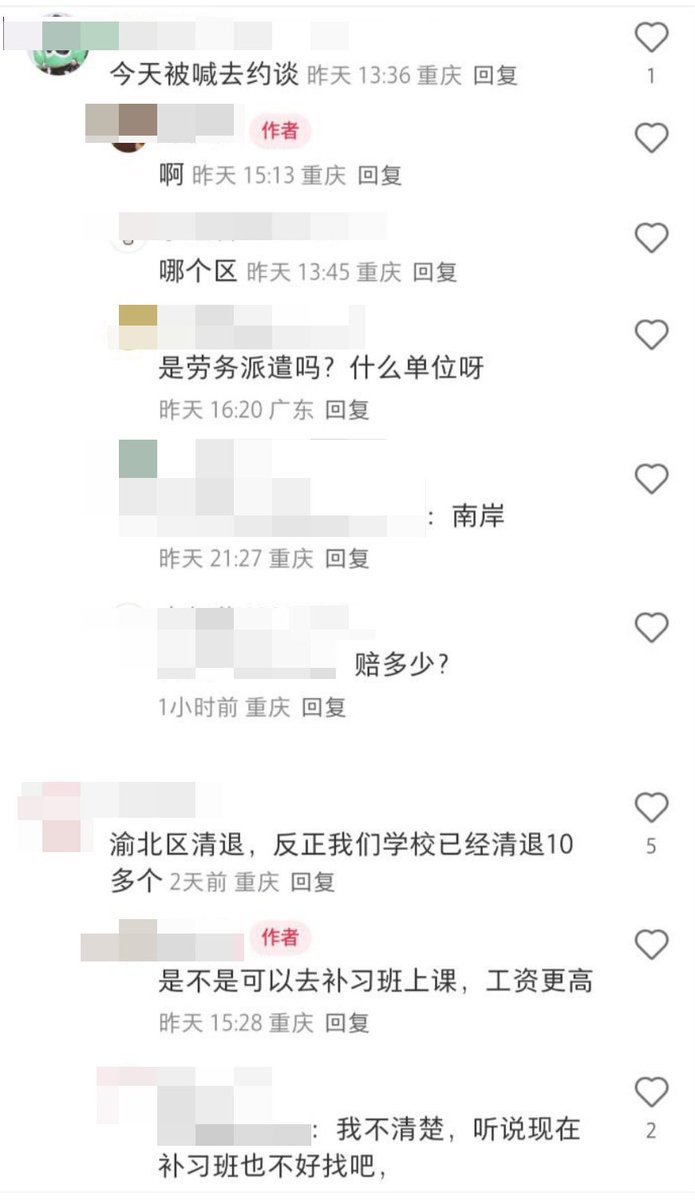 今天被喊去约谈 昨天 13:36 重庆 回复
1
作者
啊 昨天 15:13 重庆 回复
哪个区 昨天 13:45 重庆 回复
是劳务派遣吗？什么单位呀
昨天 16:20 广东 回复
：南岸
昨天 21:27 重庆 回复
赔多少？
1小时前 重庆 回复
渝北区清退，反正我们学校已经清退10
5
多个 2天前 重庆 回复
作者
是不是可以去补习班上课，工资更高
昨天 15:28 重庆 回复
：我不清楚，听说现在
2
补习班也不好找吧，